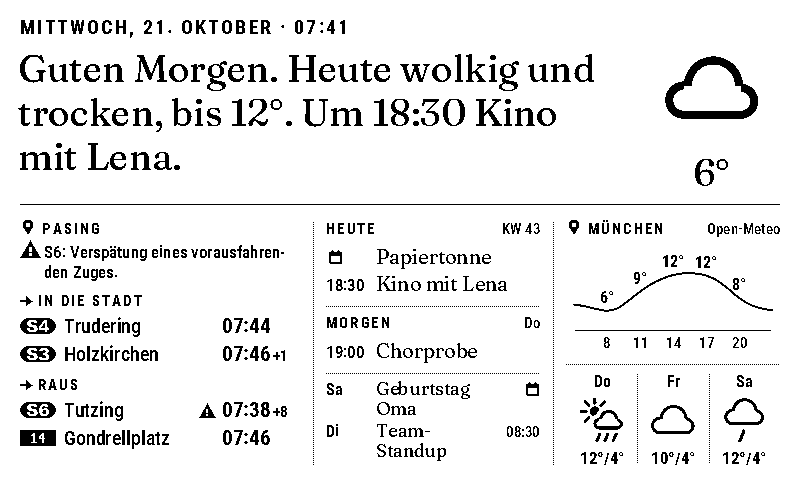 MITTWOCH, 21. OKTOBER · 07:41
Guten Morgen. Heute wolkig und
trocken, bis 12°. Um 18:30 Kino
mit Lena.
6°
PASING
S6: Verspätung eines vorausfahren-
den Zuges.
→ IN DIE STADT
S4 Trudering 07:44
S3 Holzkirchen 07:46 +1
→ RAUS
S6 Tutzing 07:38 +8
14 Gondrellplatz 07:46
HEUTE KW 43
Papiertonne
18:30 Kino mit Lena
MORGEN Do
19:00 Chorprobe
Sa Geburtstag
Oma
Di Team- 08:30
Standup
MÜNCHEN Open-Meteo
6° 9° 12° 12° 8°
8 11 14 17 20
Do Fr Sa
12°/4° 10°/4° 12°/4°